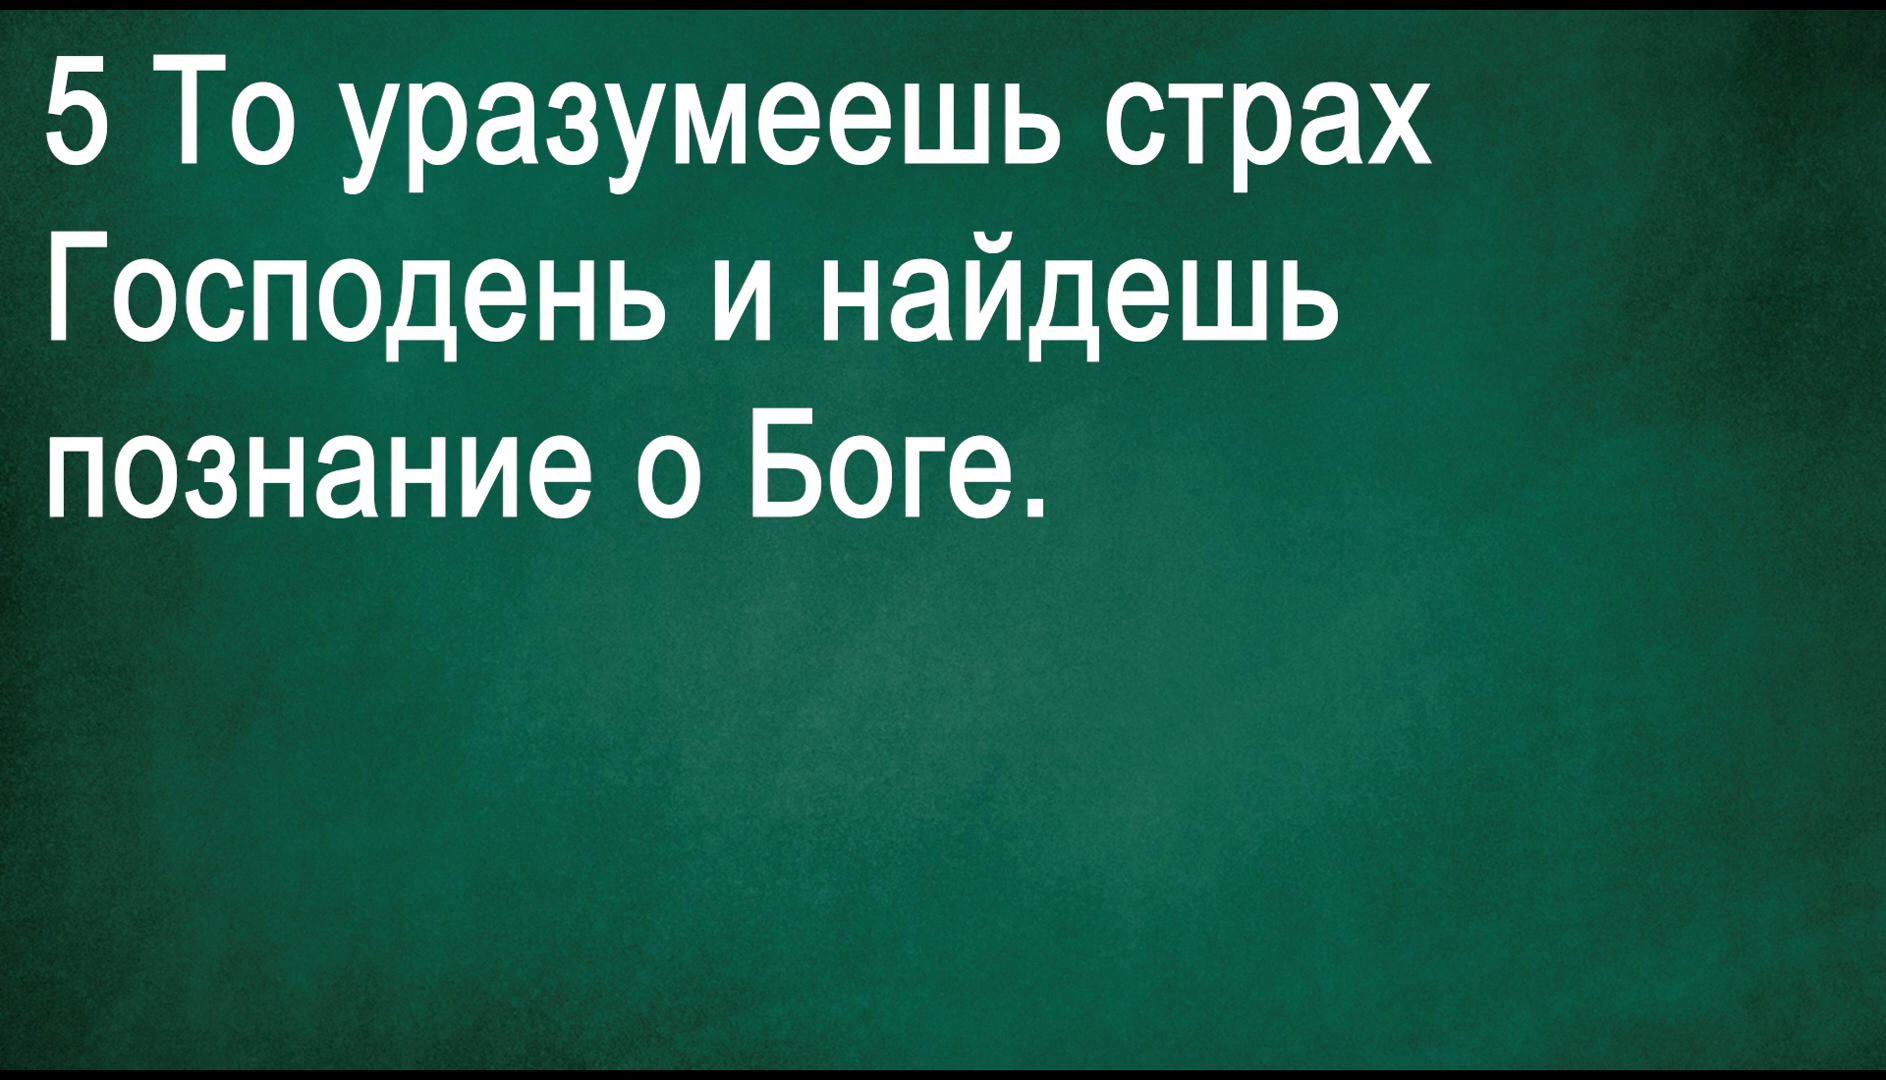 5 То уразумеешь страх
Господень и найдешь
познание о Боге.